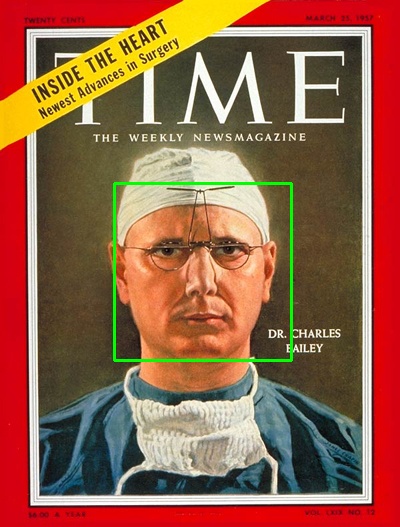 TWENTY CENTS
MARCH 25, 1957
INSIDE THE HEART
Newest Advances in Surgery
TIME
THE WEEKLY NEWSMAGAZINE
DR. CHARLES
BAILEY
VOL. LXIX NO. 12